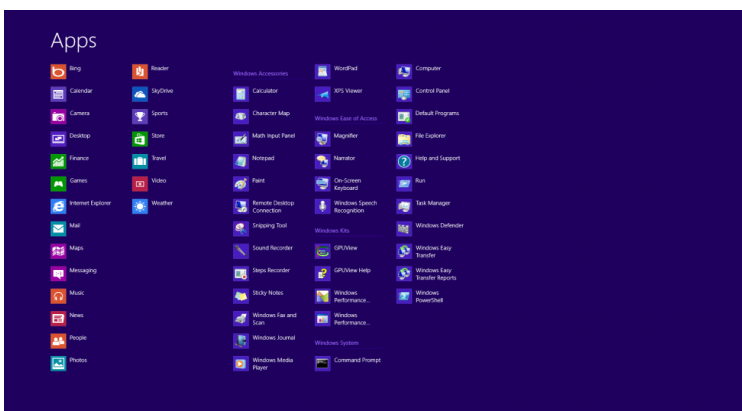 Apps
Bing
Calendar
Camera
Desktop
Finance
Games
Internet Explorer
Mail
Maps
Messaging
Music
News
People
Photos
Reader
SkyDrive
Sports
Store
Travel
Video
Weather
Windows Accessories
Calculator
Character Map
Math Input Panel
Notepad
Paint
Remote Desktop
Connection
Snipping Tool
Sound Recorder
Steps Recorder
Sticky Notes
Windows Fax and
Scan
Windows Journal
Windows Media
Player
WordPad
XPS Viewer
Windows Ease of Access
Magnifier
Narrator
On-Screen
Keyboard
Windows Speech
Recognition
Windows Kits
GPUView
GPUView Help
Windows
Performance...
Windows
Performance...
Windows System
Command Prompt
Computer
Control Panel
Default Programs
File Explorer
Help and Support
Run
Task Manager
Windows Defender
Windows Easy
Transfer
Windows Easy
Transfer Reports
Windows
PowerShell